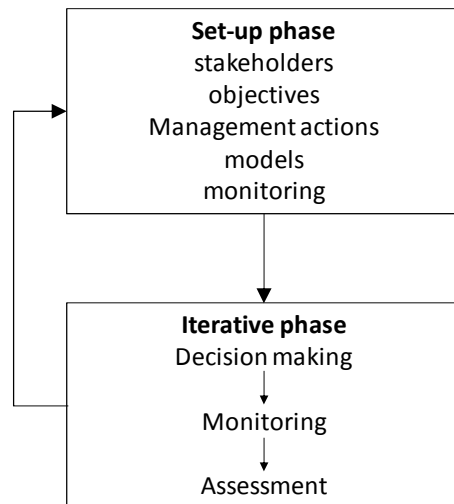 Set-up phase
stakeholders
objectives
Management actions
models
monitoring
Iterative phase
Decision making
Monitoring
Assessment